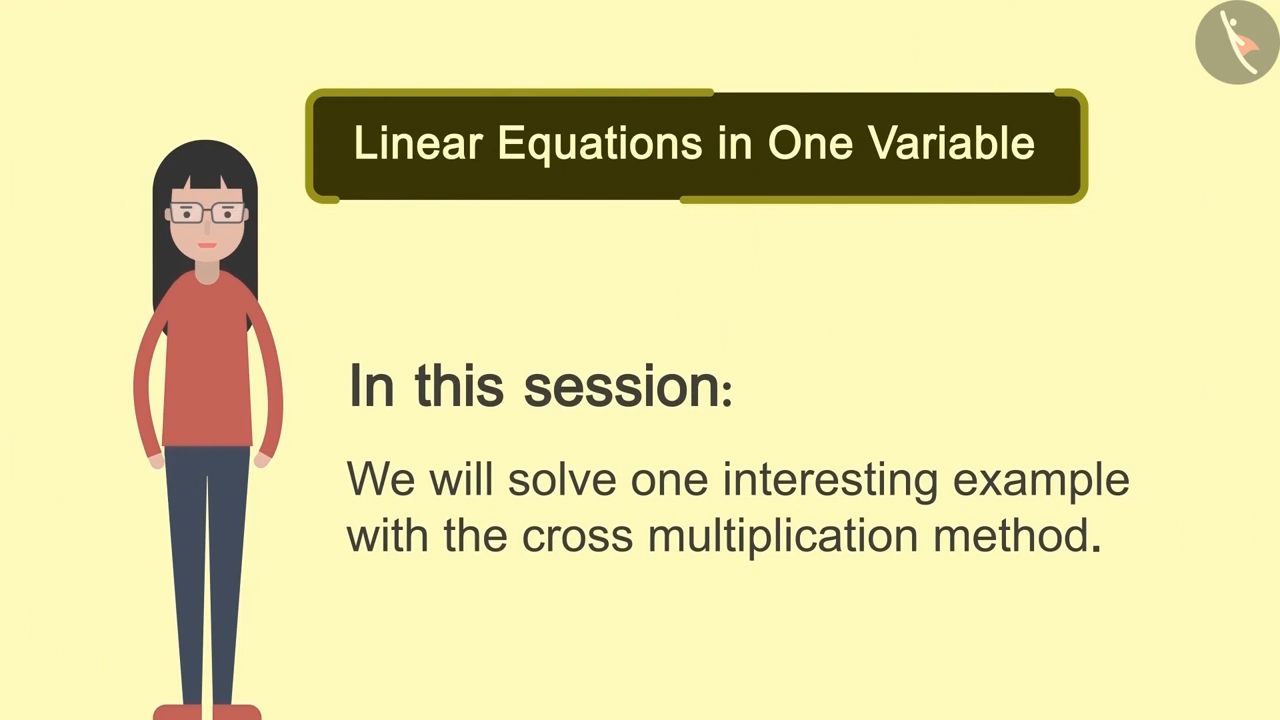 Linear Equations in One Variable
In this session:
We will solve one interesting example
with the cross multiplication method.